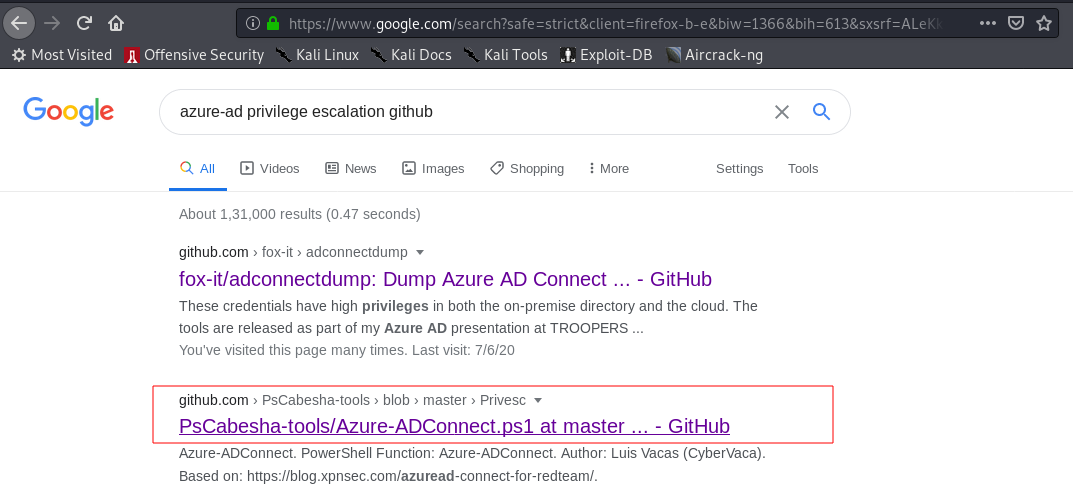 https://www.google.com/search?safe=strict&client=firefox-b-e&biw=1366&bih=613&sxsrf=ALeKk
Most Visited Offensive Security Kali Linux Kali Docs Kali Tools Exploit-DB Aircrack-ng
Google azure-ad privilege escalation github
All Videos News Images Shopping More Settings Tools
About 1,31,000 results (0.47 seconds)
github.com › fox-it › adconnectdump
fox-it/adconnectdump: Dump Azure AD Connect ... - GitHub
These credentials have high privileges in both the on-premise directory and the cloud. The
tools are released as part of my Azure AD presentation at TROOPERS ...
You've visited this page many times. Last visit: 7/6/20
github.com › PsCabesha-tools › blob › master › Privesc
PsCabesha-tools/Azure-ADConnect.ps1 at master ... - GitHub
Azure-ADConnect. PowerShell Function: Azure-ADConnect. Author: Luis Vacas (CyberVaca).
Based on: https://blog.xpnsec.com/azuread-connect-for-redteam/.